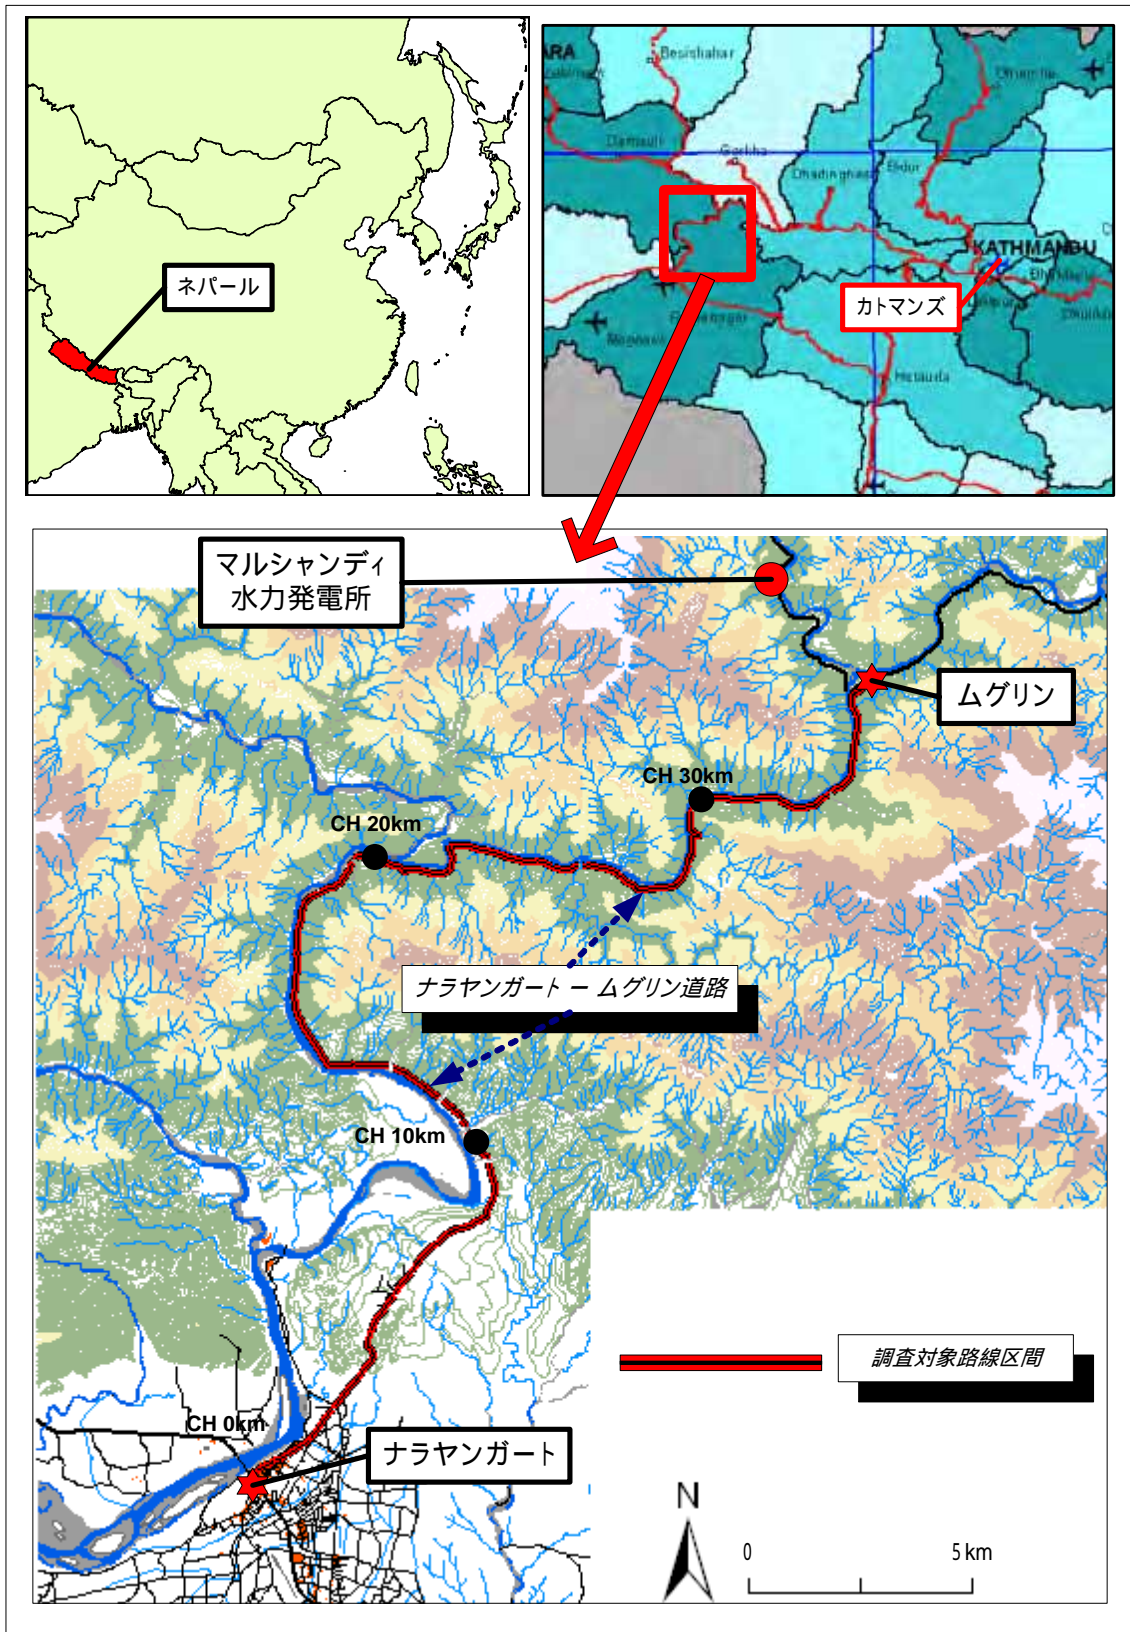 ネパール
ARA
Besishahar
Damauli
Gorkha
Dhadingbesi
Bidur
KATHMANDU
カトマンズ
Hetauda
マルシャンディ
水力発電所
ムグリン
CH 30km
CH 20km
ナラヤンガート ー ムグリン道路
CH 10km
調査対象路線区間
CH 0km
ナラヤンガート
N
0
5 km